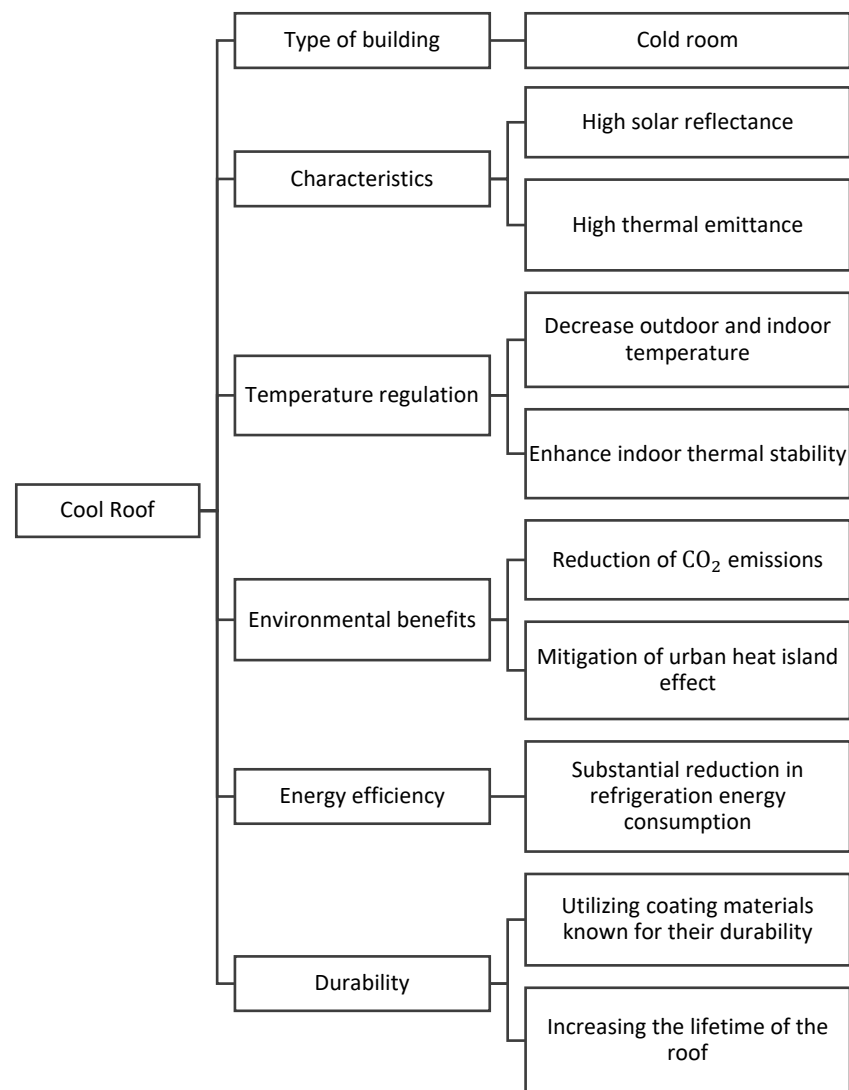 Type of building
Cold room
High solar reflectance
Characteristics
High thermal emittance
Decrease outdoor and indoor
temperature
Temperature regulation
Enhance indoor thermal stability
Cool Roof
Reduction of CO₂ emissions
Environmental benefits
Mitigation of urban heat island
effect
Energy efficiency
Substantial reduction in
refrigeration energy
consumption
Utilizing coating materials
known for their durability
Durability
Increasing the lifetime of the
roof